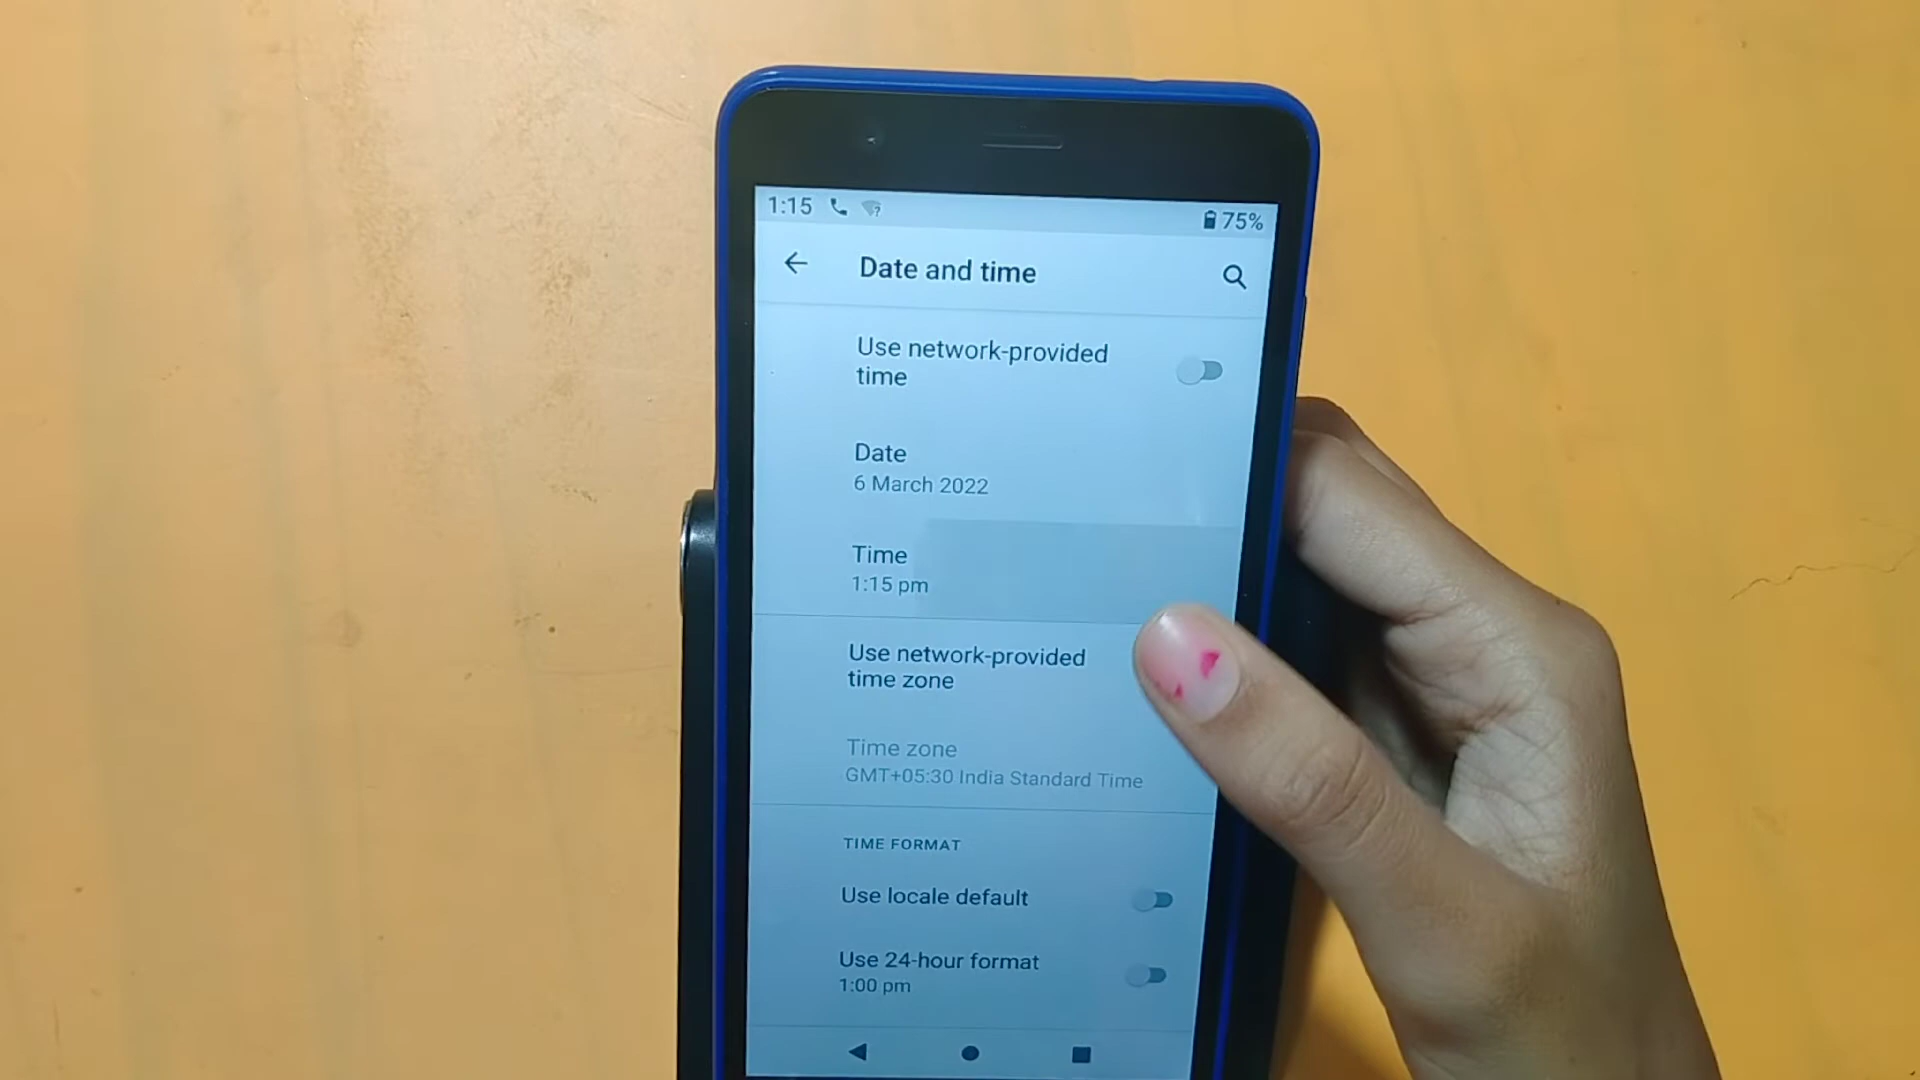 1:15 75%
Date and time
Use network-provided
time
Date
6 March 2022
Time
1:15 pm
Use network-provided
time zone
Time zone
GMT+05:30 India Standard Time
TIME FORMAT
Use locale default
Use 24-hour format
1:00 pm